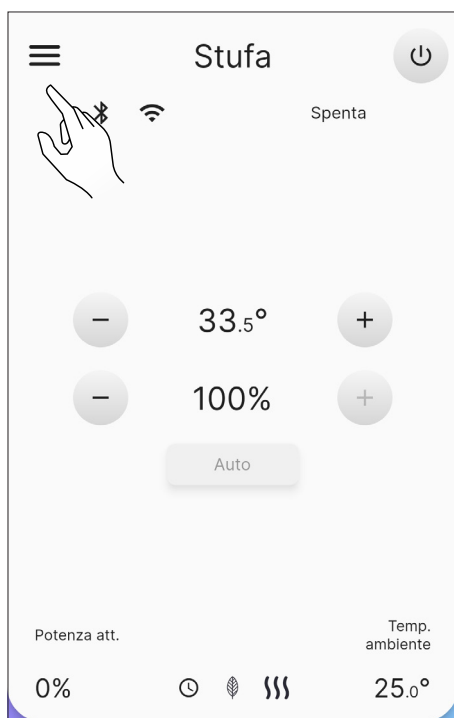 Stufa
Spenta
− 33.5° +
− 100% +
Auto
Potenza att.
Temp.
ambiente
0% 25.0°